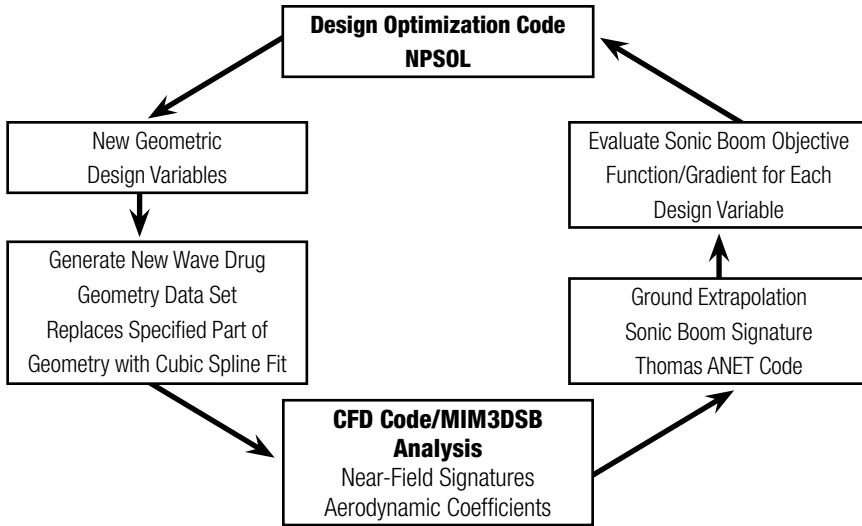 Design Optimization Code
NPSOL
New Geometric
Design Variables
Generate New Wave Drug
Geometry Data Set
Replaces Specified Part of
Geometry with Cubic Spline Fit
CFD Code/MIM3DSB
Analysis
Near-Field Signatures
Aerodynamic Coefficients
Ground Extrapolation
Sonic Boom Signature
Thomas ANET Code
Evaluate Sonic Boom Objective
Function/Gradient for Each
Design Variable